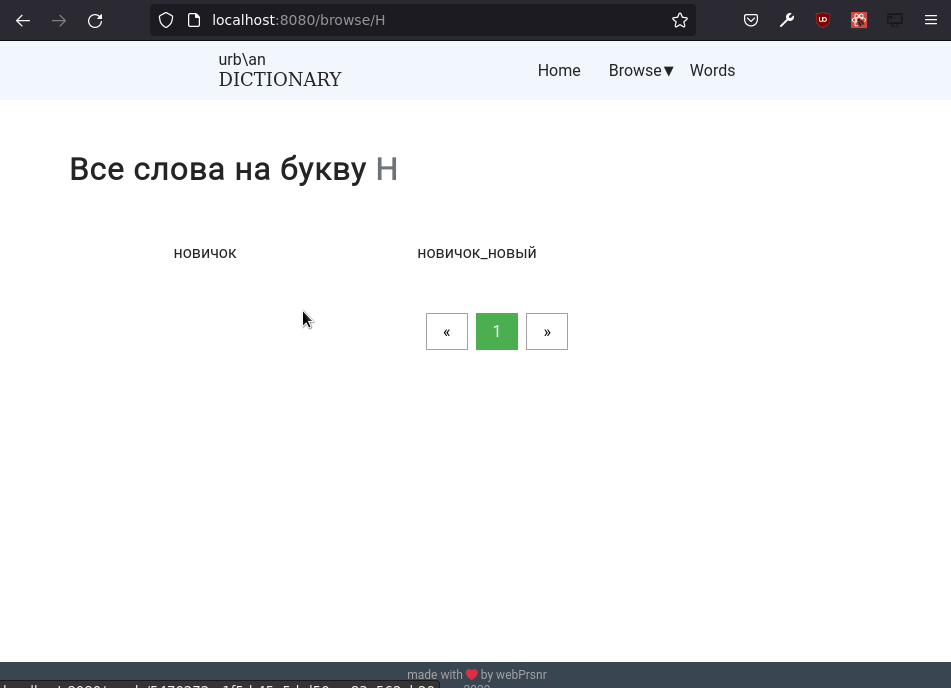 localhost:8080/browse/Н
urb\an
DICTIONARY
Home
Browse▼
Words
Все слова на букву Н
новичок
новичок_новый
«
1
»
made with ❤ by webPrsnr